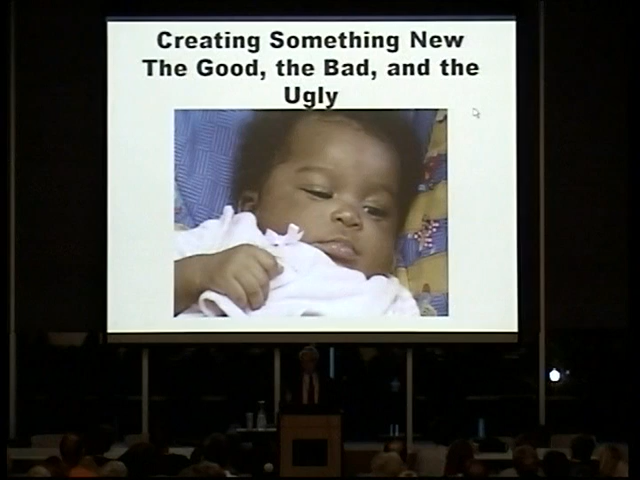 Creating Something New
The Good, the Bad, and the
Ugly